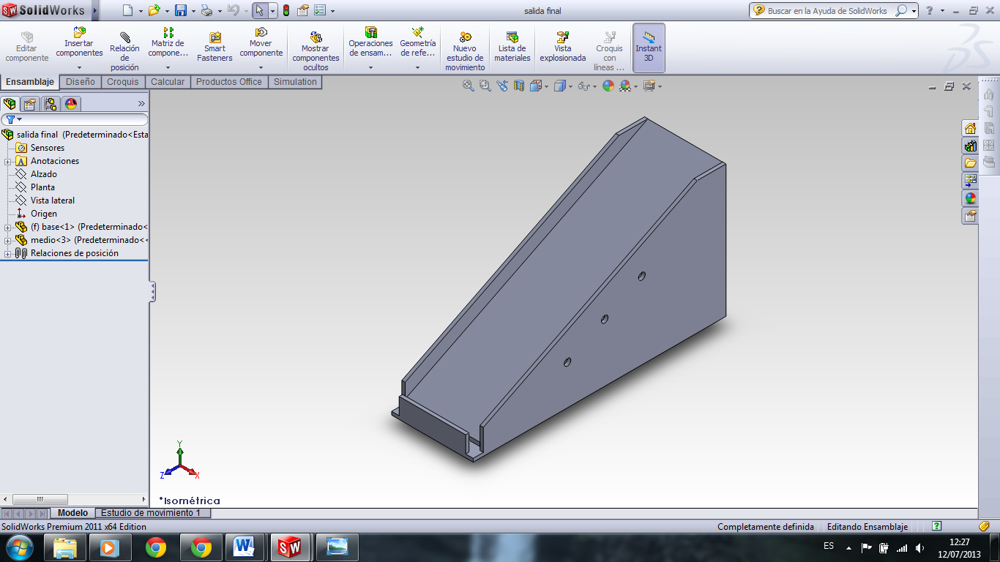 SolidWorks
salida final
Buscar en la Ayuda de SolidWorks
Editar
componente
Insertar
componentes
Relación
de
posición
Matriz de
compone...
Smart
Fasteners
Mover
componente
Mostrar
componentes
ocultos
Operaciones
de ensam...
Geometría
de refe...
Nuevo
estudio de
movimiento
Lista de
materiales
Vista
explosionada
Croquis
con
líneas ...
Instant
3D
Ensamblaje
Diseño
Croquis
Calcular
Productos Office
Simulation
salida final (Predeterminado<Esta
Sensores
Anotaciones
Alzado
Planta
Vista lateral
Origen
(f) base<1> (Predeterminado<
medio<3> (Predeterminado<<
Relaciones de posición
Y
Z
X
*Isométrica
Modelo
Estudio de movimiento 1
SolidWorks Premium 2011 x64 Edition
Completamente definida
Editando Ensamblaje
ES
12:27
12/07/2013